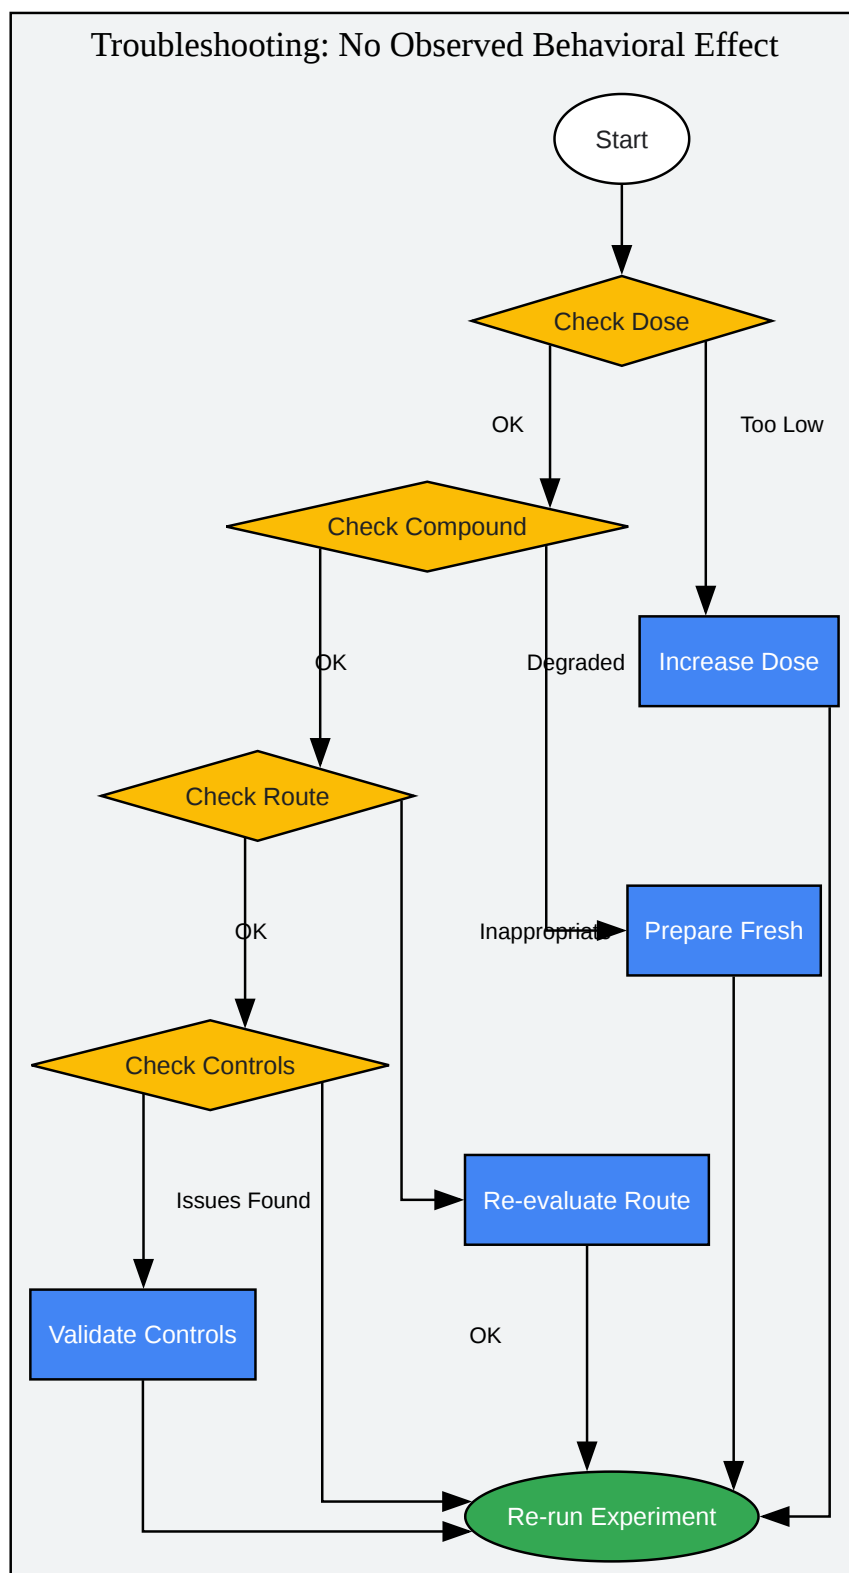 Troubleshooting: No Observed Behavioral Effect
Start
Check Dose
OK
Too Low
Check Compound
OK
Degraded
Increase Dose
Check Route
OK
Inappropriate
Prepare Fresh
Check Controls
Issues Found
Re-evaluate Route
Validate Controls
OK
Re-run Experiment